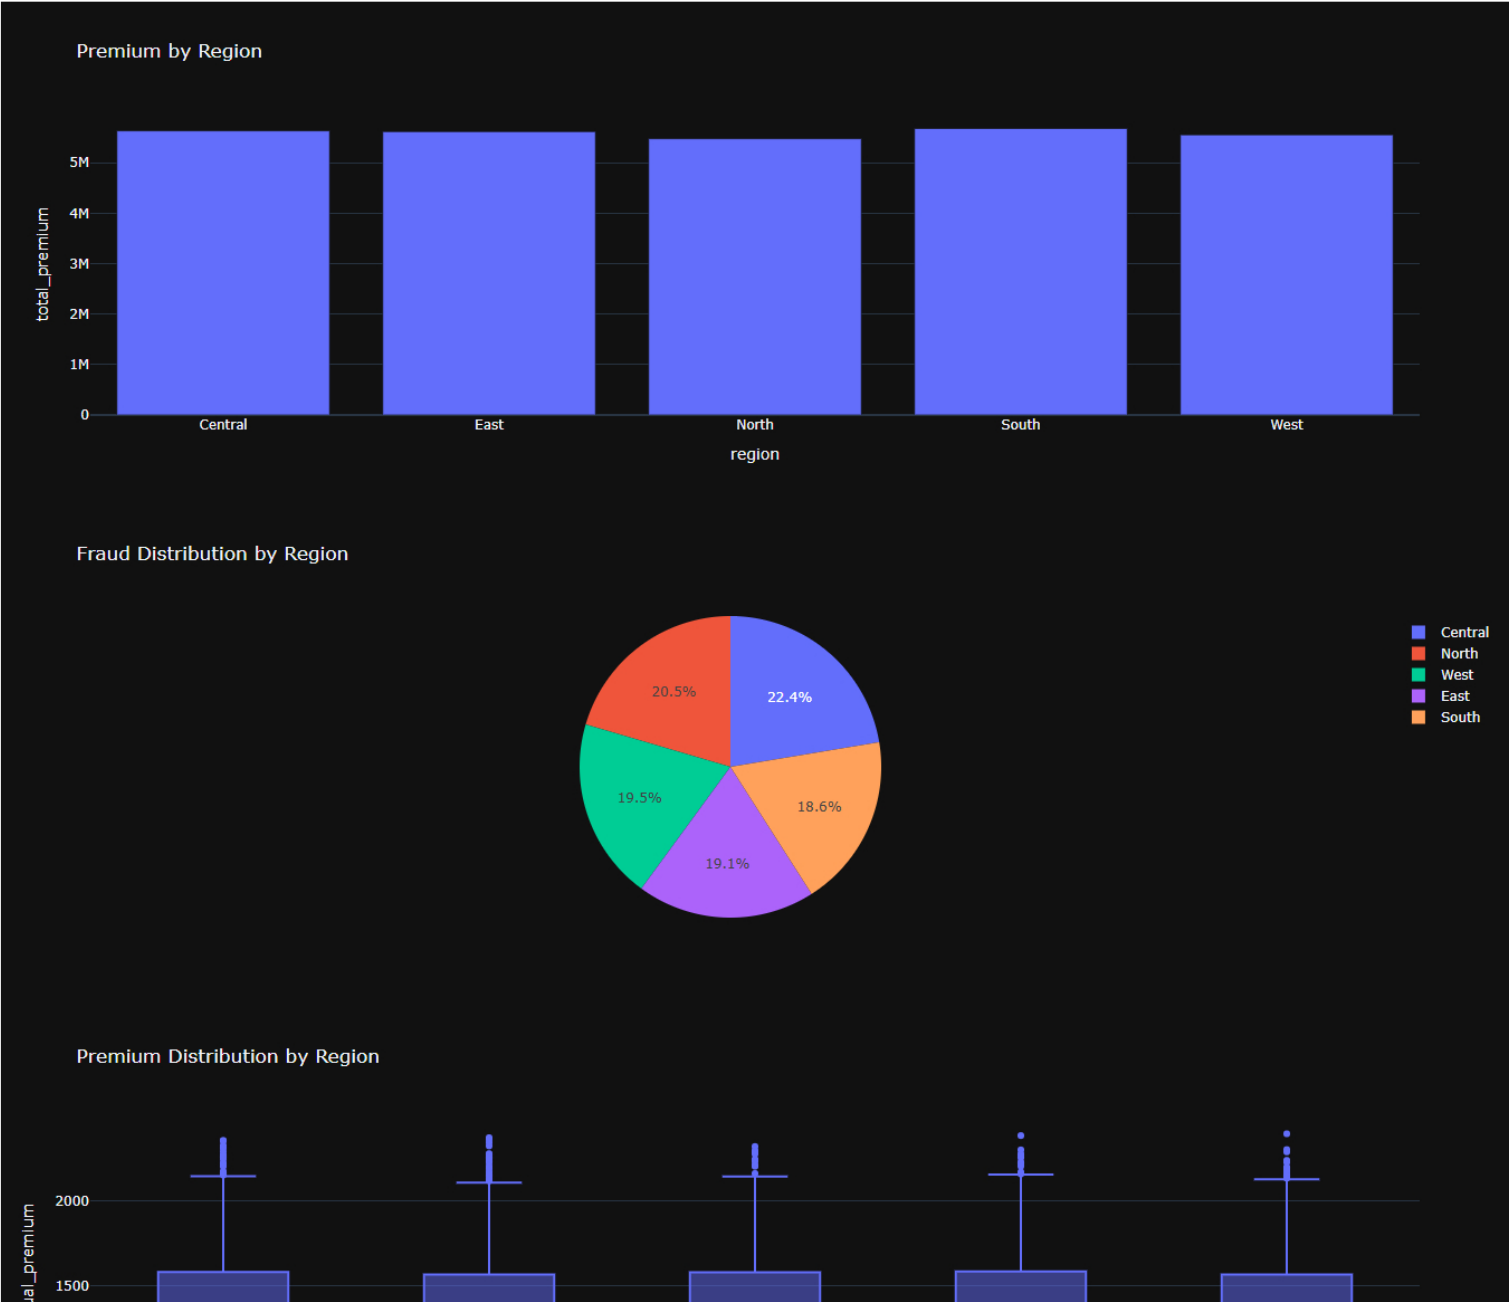 Premium by Region
total_premium
5M
4M
3M
2M
1M
0
Central East North South West
region
Fraud Distribution by Region
22.4%
20.5%
19.5%
18.6%
19.1%
Central
North
West
East
South
Premium Distribution by Region
2000
1500